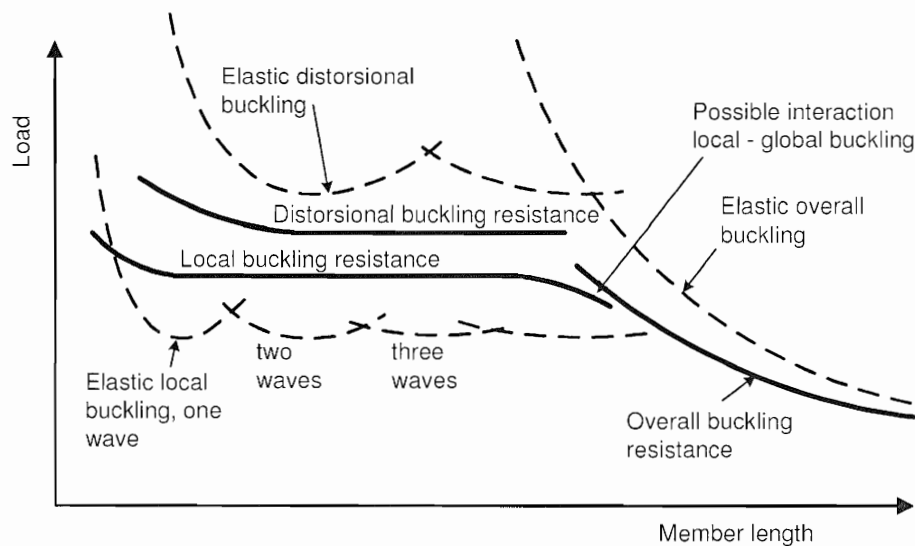 Load
Elastic distorsional
buckling
Possible interaction
local - global buckling
Elastic overall
buckling
Distorsional buckling resistance
Local buckling resistance
two
waves
three
waves
Elastic local
buckling, one
wave
Overall buckling
resistance
Member length